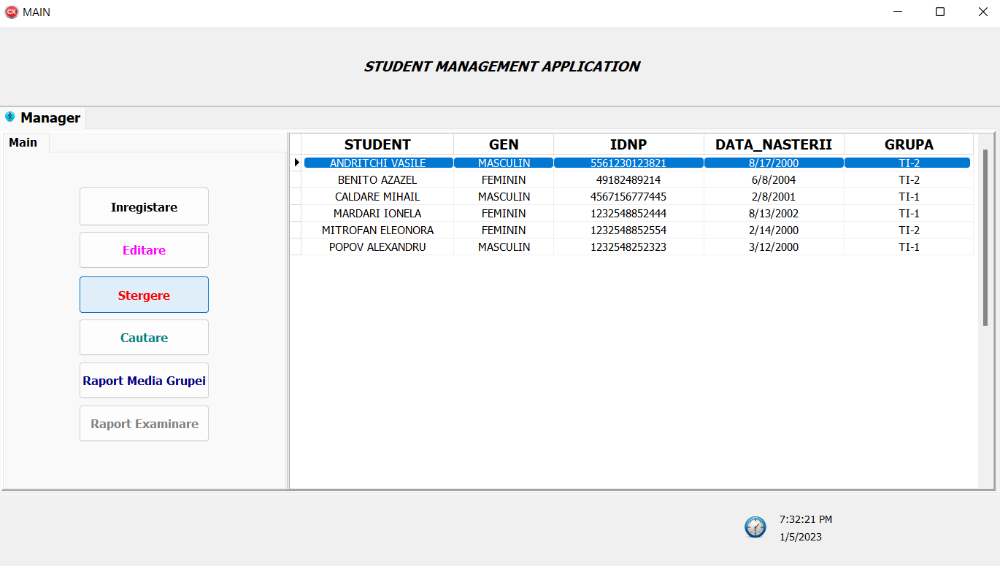 CX MAIN
STUDENT MANAGEMENT APPLICATION
Manager
Main
Inregistare
Editare
Stergere
Cautare
Raport Media Grupei
Raport Examinare
STUDENT GEN IDNP DATA_NASTERII GRUPA
ANDRITCHI VASILE MASCULIN 5561230123821 8/17/2000 TI-2
BENITO AZAZEL FEMININ 49182489214 6/8/2004 TI-2
CALDARE MIHAIL MASCULIN 4567156777445 2/8/2001 TI-1
MARDARI IONELA FEMININ 1232548852444 8/13/2002 TI-1
MITROFAN ELEONORA FEMININ 1232548852554 2/14/2000 TI-2
POPOV ALEXANDRU MASCULIN 1232548252323 3/12/2000 TI-1
7:32:21 PM
1/5/2023